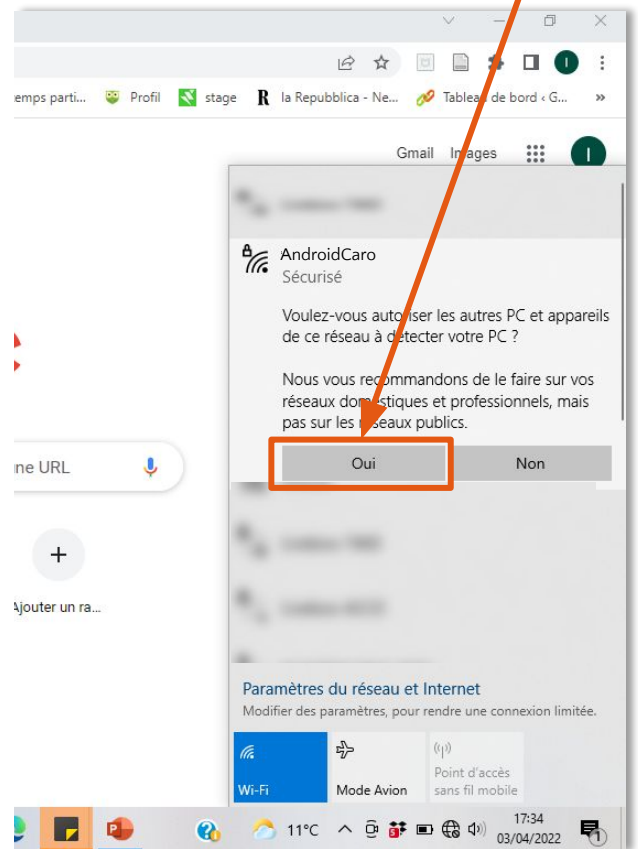 temps parti... Profil stage R la Repubblica - Ne... Tableau de bord ‹ G... »
Gmail Images I
AndroidCaro
Sécurisé
Voulez-vous autoriser les autres PC et appareils
de ce réseau à détecter votre PC ?
Nous vous recommandons de le faire sur vos
réseaux domestiques et professionnels, mais
pas sur les réseaux publics.
Oui Non
une URL
Ajouter un ra...
Paramètres du réseau et Internet
Modifier des paramètres, pour rendre une connexion limitée.
Wi-Fi
Mode Avion
Point d'accès
sans fil mobile
11°C
17:34
03/04/2022
1